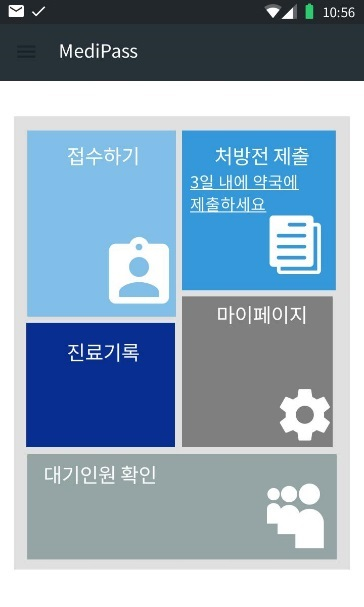 10:56
MediPass
접수하기
처방전 제출
3일 내에 약국에
제출하세요
마이페이지
진료기록
대기인원 확인